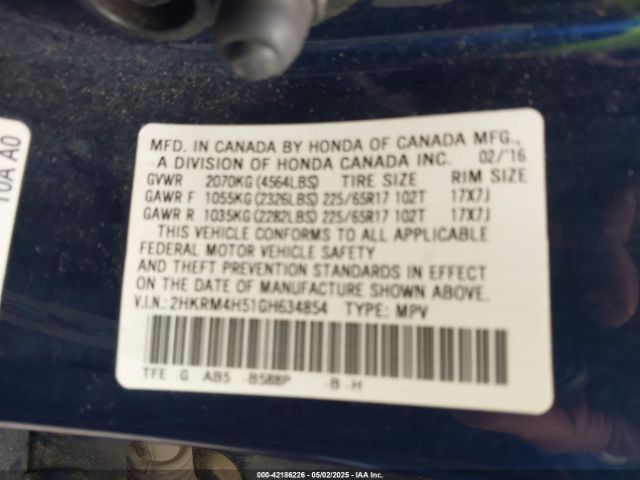 MFD. IN CANADA BY HONDA OF CANADA MFG.,
A DIVISION OF HONDA CANADA INC. 02/'16
GVWR 2070KG (4564LBS) TIRE SIZE RIM SIZE
GAWR F 1055KG (2326LBS) 225/65R17 102T 17X7J
GAWR R 1035KG (2282LBS) 225/65R17 102T 17X7J
THIS VEHICLE CONFORMS TO ALL APPLICABLE
FEDERAL MOTOR VEHICLE SAFETY
AND THEFT PREVENTION STANDARDS IN EFFECT
ON THE DATE OF MANUFACTURE SHOWN ABOVE.
V.I.N.: 2HKRM4H51GH634854 TYPE: MPV
TFE G AB5 -B588P -B -H
10A A0
000-42186226 - 05/02/2025 - IAA Inc.